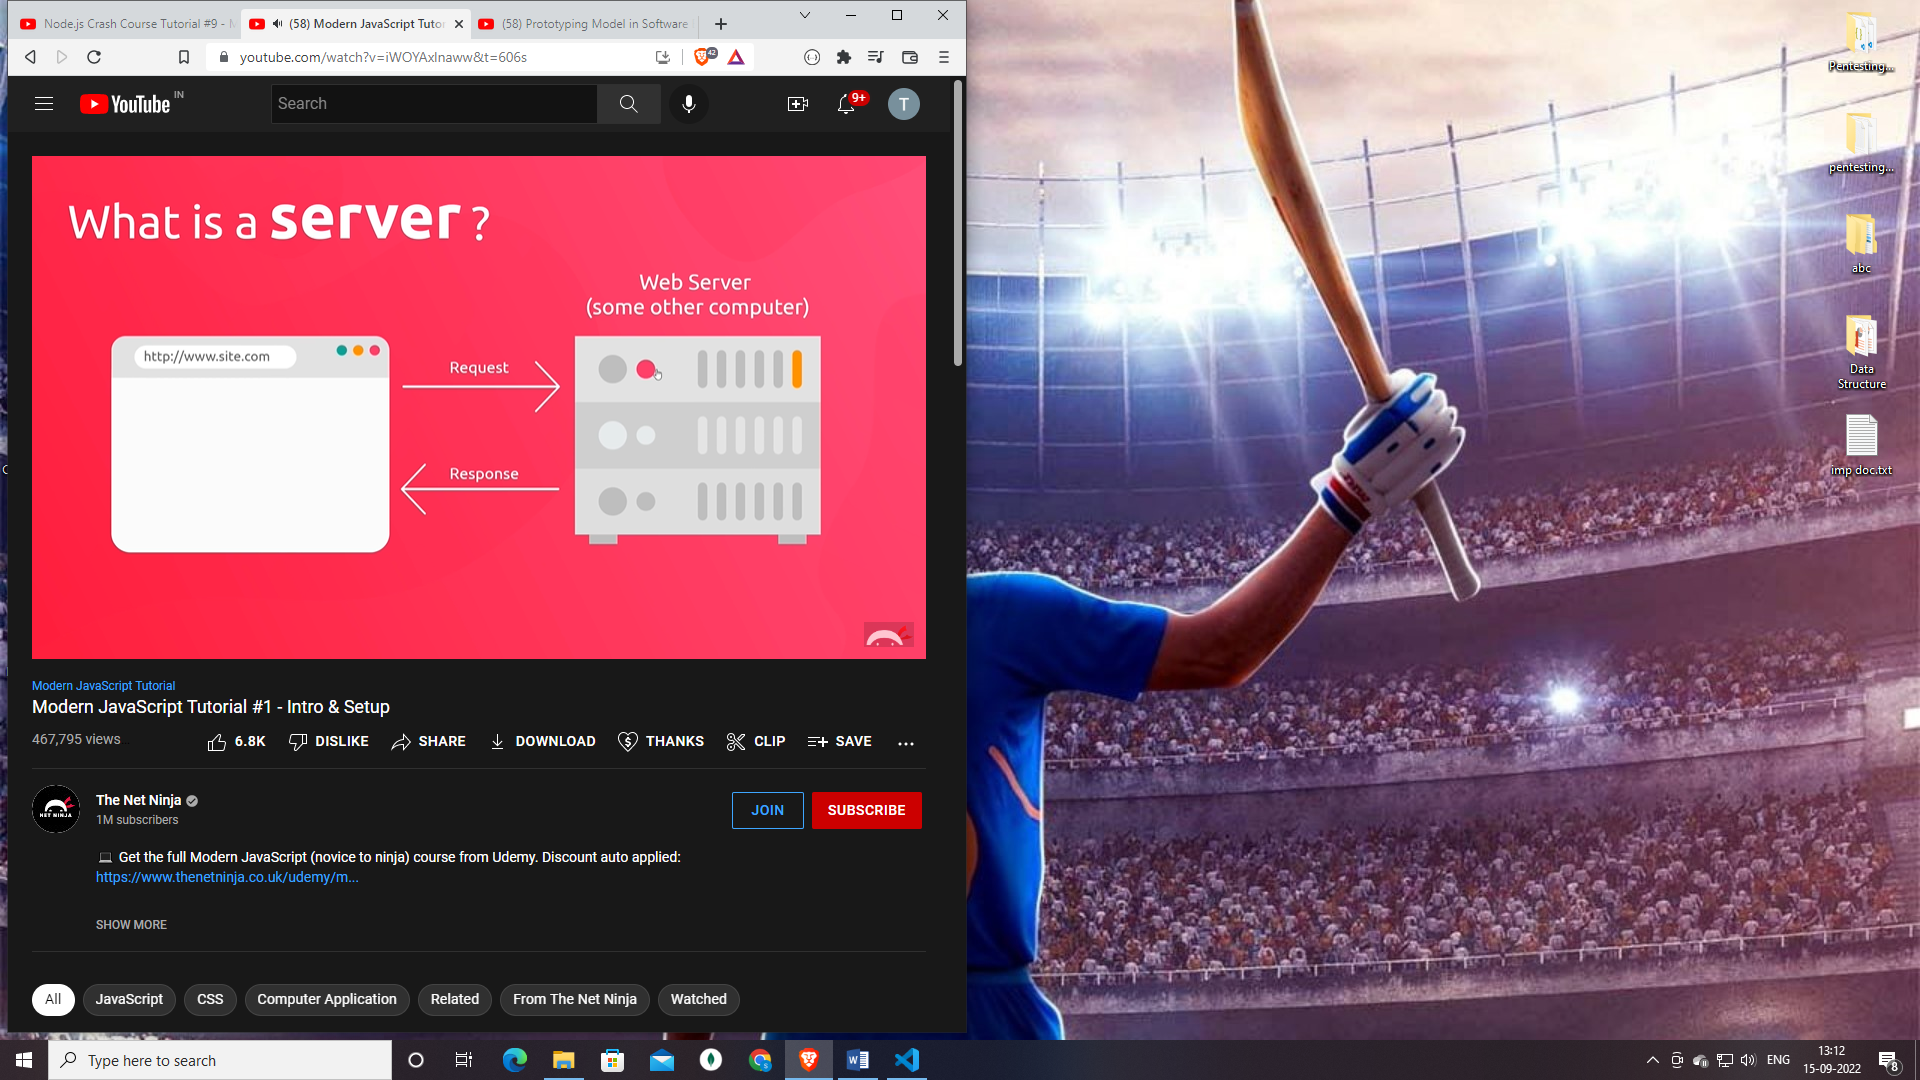 Node.js Crash Course Tutorial #9 - M
(58) Modern JavaScript Tutor
(58) Prototyping Model in Software
youtube.com/watch?v=iWOYAxlnaww&t=606s
42
YouTube IN
Search
9+
T
What is a server ?
Web Server
(some other computer)
http://www.site.com
Request
Response
Modern JavaScript Tutorial
Modern JavaScript Tutorial #1 - Intro & Setup
467,795 views
6.8K
DISLIKE
SHARE
DOWNLOAD
THANKS
CLIP
SAVE
NET NINJA
The Net Ninja
1M subscribers
JOIN
SUBSCRIBE
Get the full Modern JavaScript (novice to ninja) course from Udemy. Discount auto applied:
https://www.thenetninja.co.uk/udemy/m...
SHOW MORE
All
JavaScript
CSS
Computer Application
Related
From The Net Ninja
Watched
Pentesting...
pentesting...
abc
Data
Structure
imp doc.txt
Type here to search
ENG
13:12
15-09-2022
8